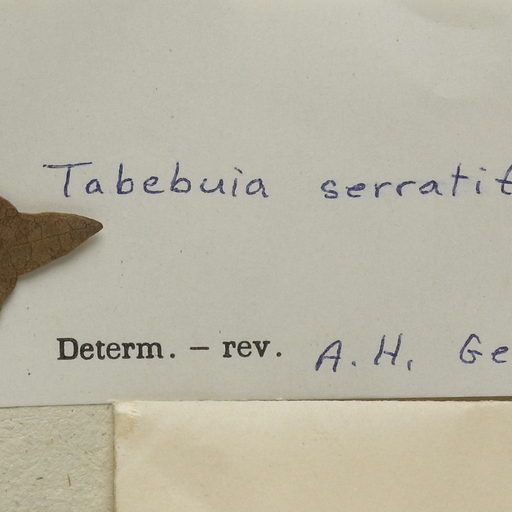 Tabebuia serratif
Determ. – rev. A.H. Ge